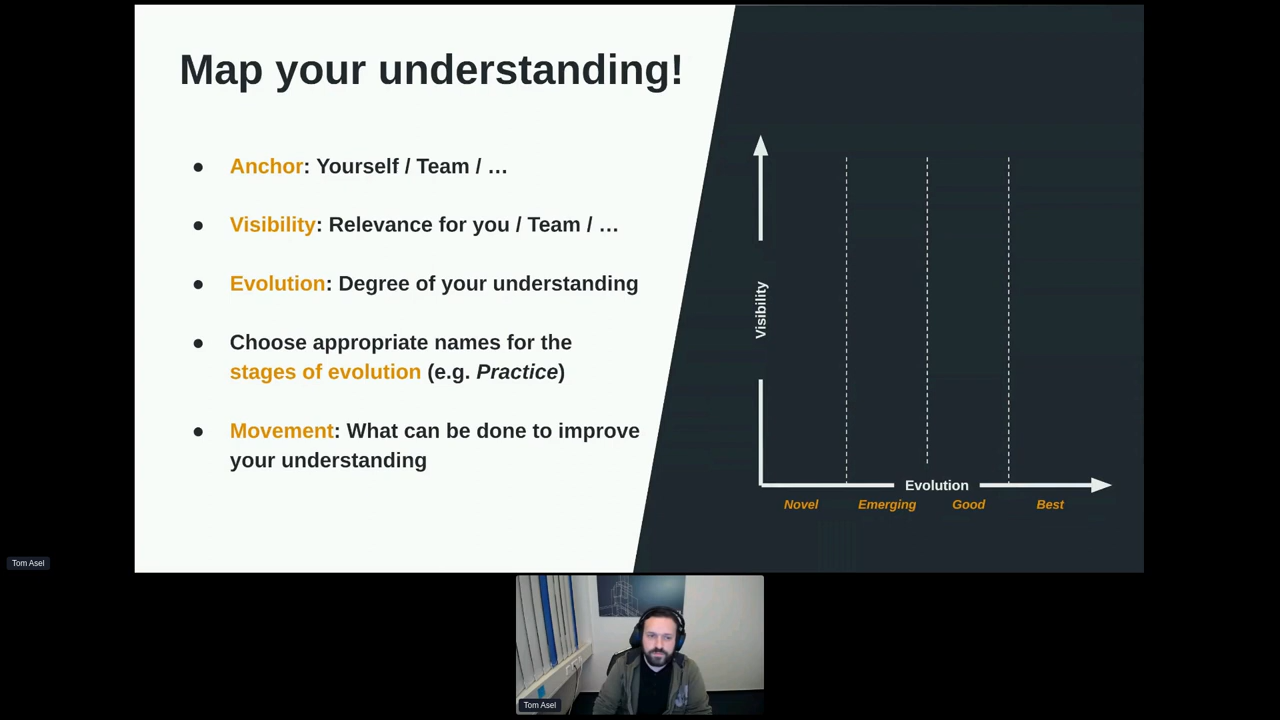 Map your understanding!
● Anchor: Yourself / Team / …
● Visibility: Relevance for you / Team / …
● Evolution: Degree of your understanding
● Choose appropriate names for the
stages of evolution (e.g. Practice)
● Movement: What can be done to improve
your understanding
Visibility
Evolution
Novel Emerging Good Best
Tom Asel
Tom Asel